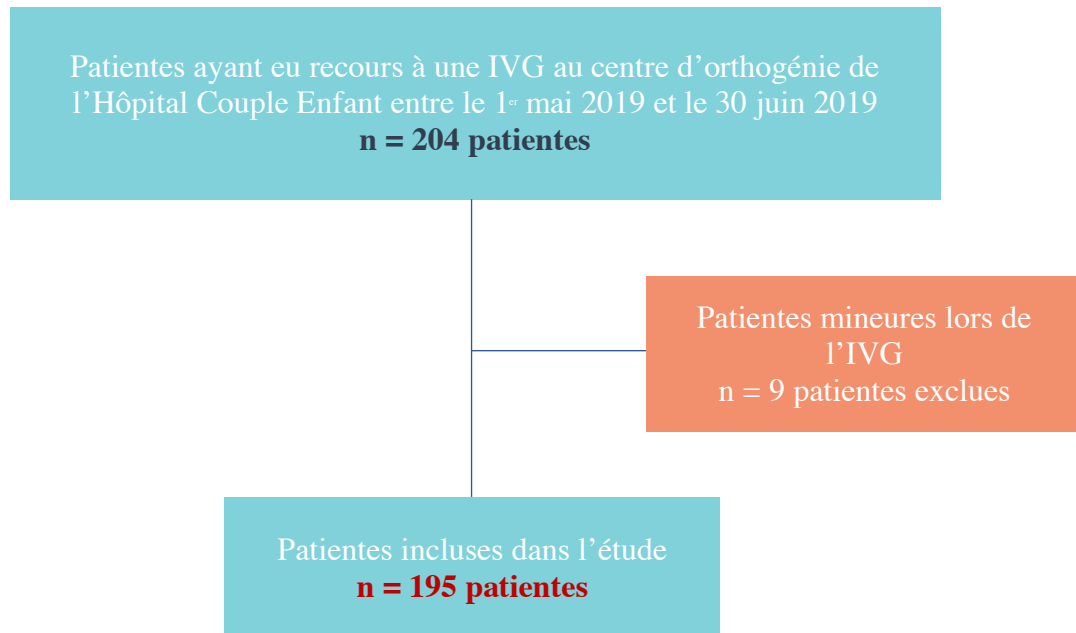 Patientes ayant eu recours à une IVG au centre d’orthogénie de
l’Hôpital Couple Enfant entre le 1er mai 2019 et le 30 juin 2019
n = 204 patientes
Patientes mineures lors de
l’IVG
n = 9 patientes exclues
Patientes incluses dans l’étude
n = 195 patientes